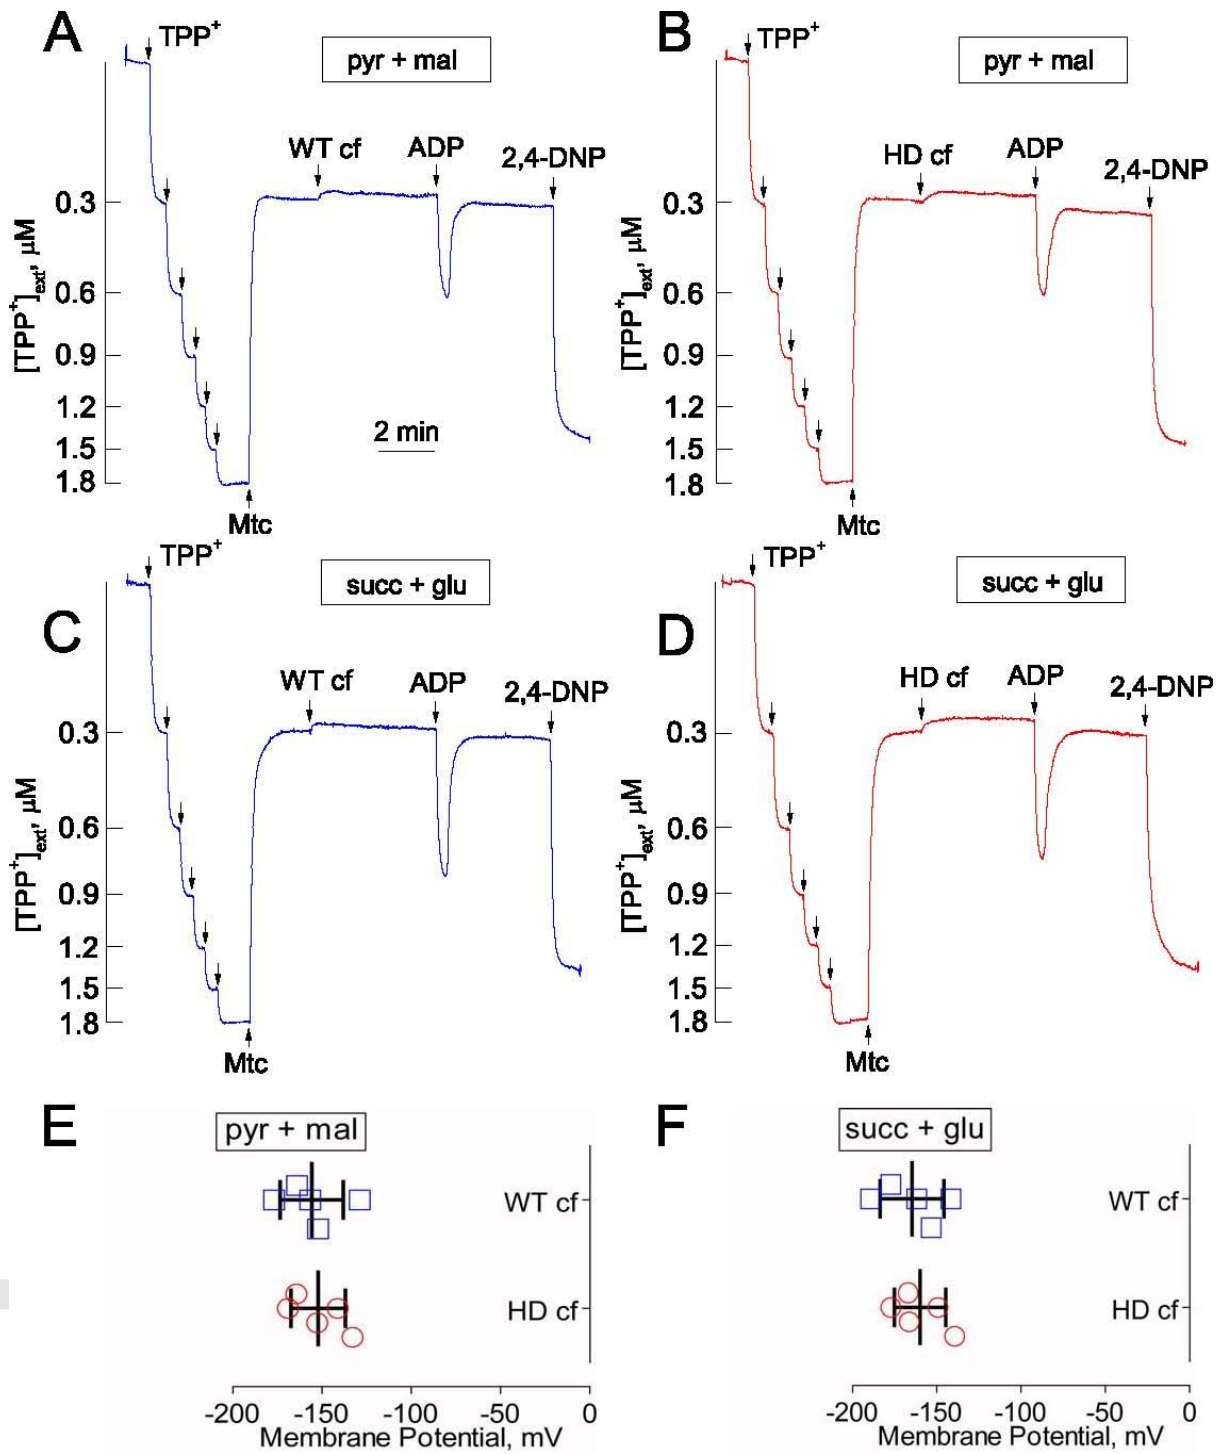 A
TPP⁺
pyr + mal
WT cf
ADP
2,4-DNP
0.3
0.6
0.9
1.2
1.5
1.8
[TPP⁺]ext, μM
2 min
Mtc
B
TPP⁺
pyr + mal
HD cf
ADP
2,4-DNP
0.3
0.6
0.9
1.2
1.5
1.8
[TPP⁺]ext, μM
Mtc
C
TPP⁺
succ + glu
WT cf
ADP
2,4-DNP
0.3
0.6
0.9
1.2
1.5
1.8
[TPP⁺]ext, μM
Mtc
D
TPP⁺
succ + glu
HD cf
ADP
2,4-DNP
0.3
0.6
0.9
1.2
1.5
1.8
[TPP⁺]ext, μM
Mtc
E
pyr + mal
WT cf
HD cf
-200 -150 -100 -50 0
Membrane Potential, mV
F
succ + glu
WT cf
HD cf
-200 -150 -100 -50 0
Membrane Potential, mV